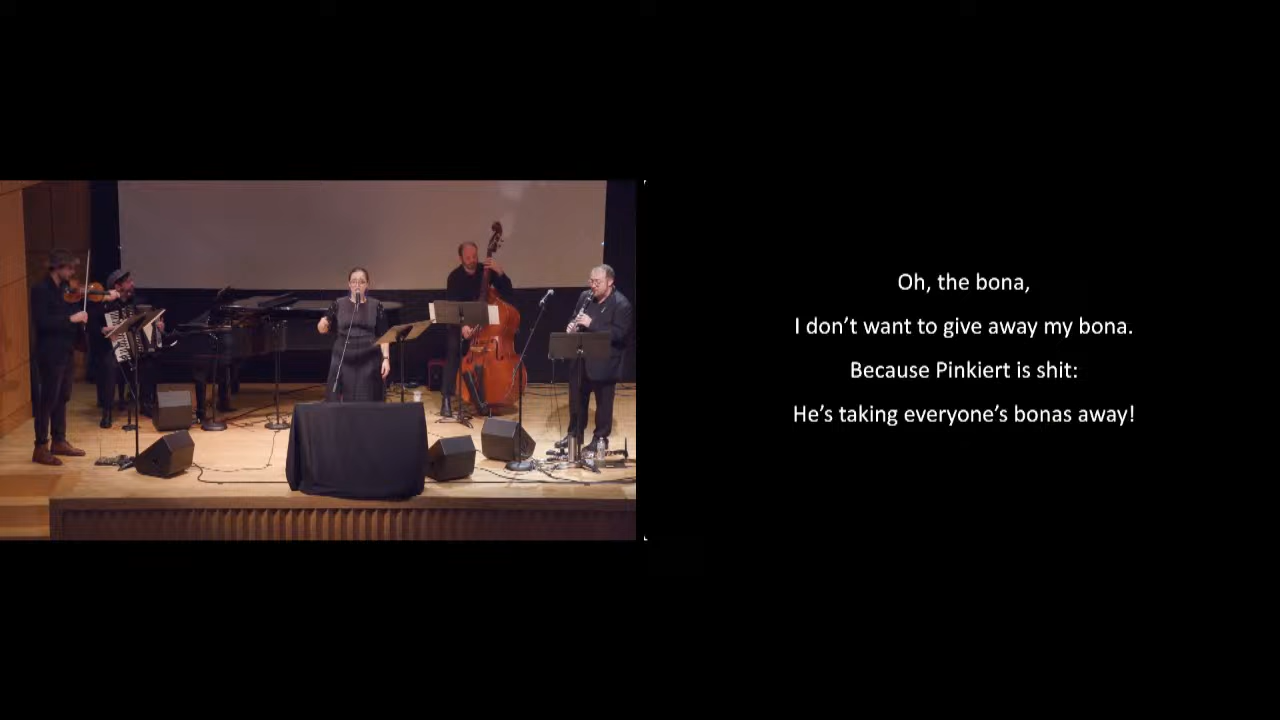 Oh, the bona,
I don’t want to give away my bona.
Because Pinkiert is shit:
He’s taking everyone’s bonas away!